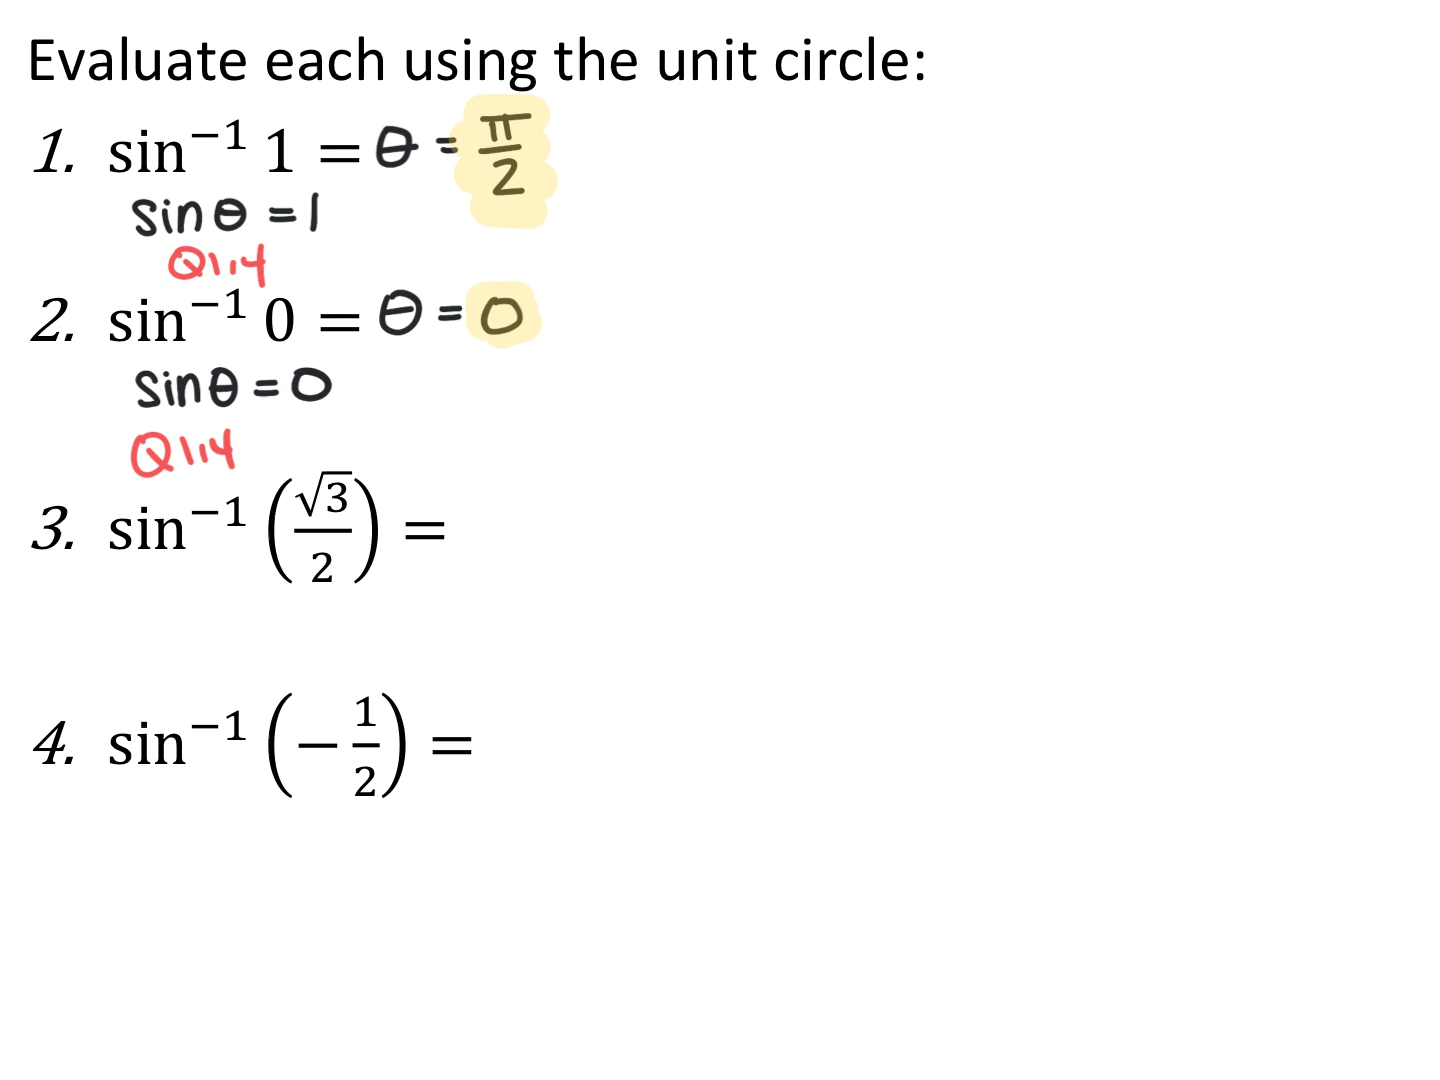 Evaluate each using the unit circle:
1. sin⁻¹ 1 = θ = π/2
sin θ = 1
Q1,4
2. sin⁻¹ 0 = θ = 0
sin θ = 0
Q1,4
3. sin⁻¹ (√3/2) =
4. sin⁻¹ (−1/2) =